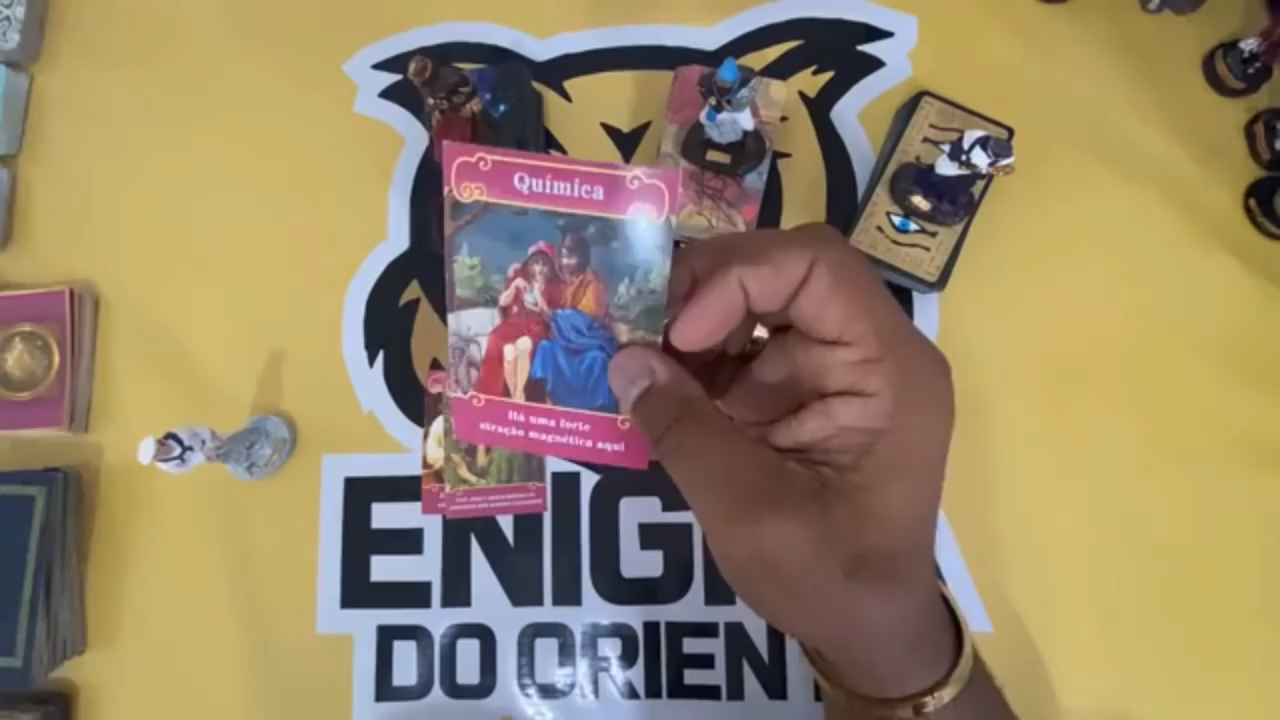 Química
Há uma forte
atração magnética aqui
ENIG
DO ORIEN